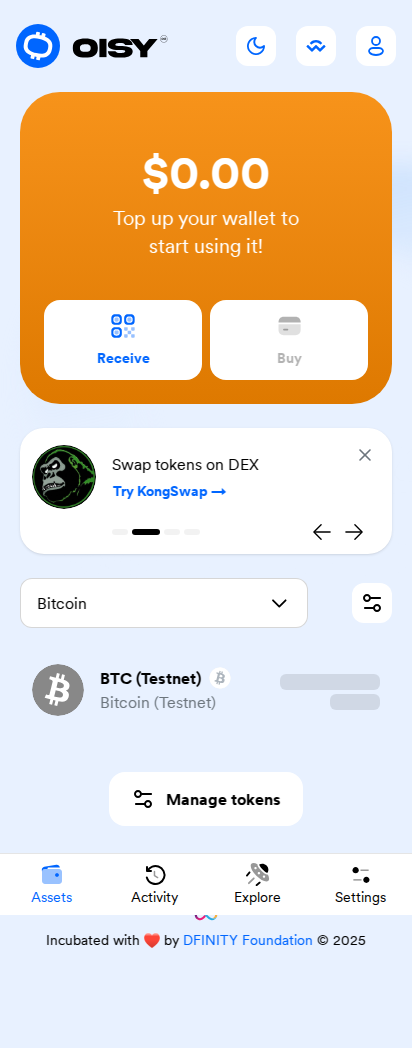 OISY
$0.00
Top up your wallet to
start using it!
Receive
Buy
Swap tokens on DEX
Try KongSwap →
Bitcoin
BTC (Testnet)
Bitcoin (Testnet)
Manage tokens
Assets
Activity
Explore
Settings
Incubated with ❤️ by DFINITY Foundation © 2025